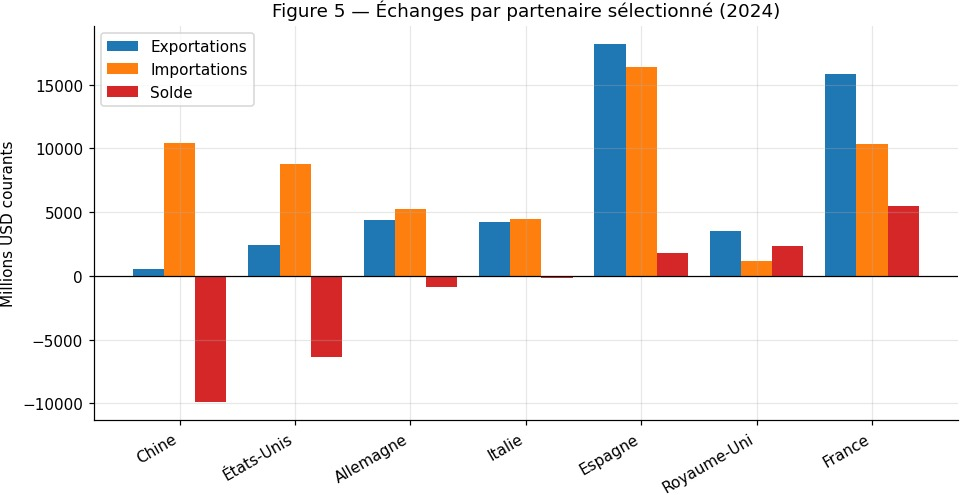 Figure 5 — Échanges par partenaire sélectionné (2024)
Exportations
Importations
Solde
Millions USD courants
15000
10000
5000
0
−5000
−10000
Chine
États-Unis
Allemagne
Italie
Espagne
Royaume-Uni
France